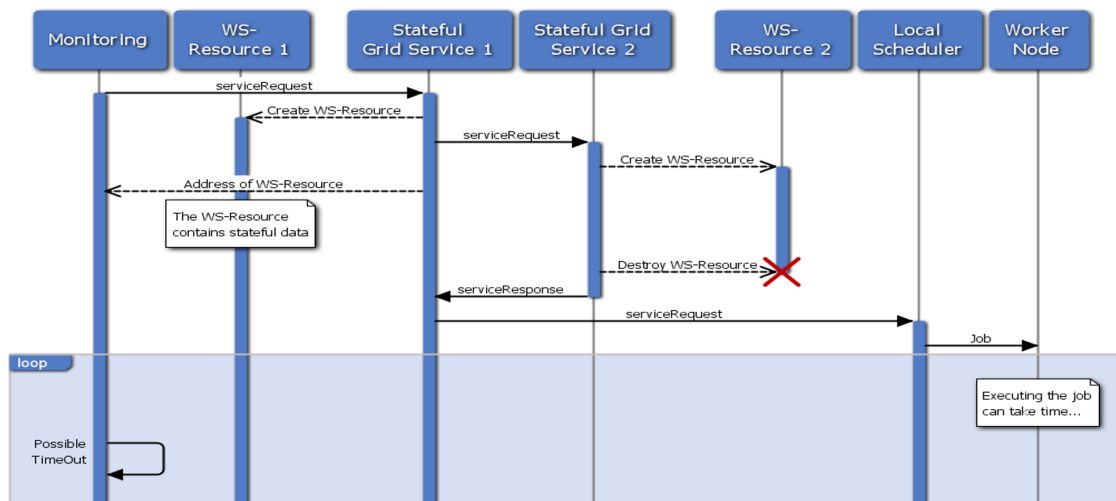 Monitoring
WS-
Resource 1
Stateful
Grid Service 1
Stateful Grid
Service 2
WS-
Resource 2
Local
Scheduler
Worker
Node
serviceRequest
Create WS-Resource
serviceRequest
Create WS-Resource
Address of WS-Resource
The WS-Resource
contains stateful data
Destroy WS-Resource
serviceResponse
serviceRequest
Job
loop
Executing the job
can take time...
Possible
TimeOut